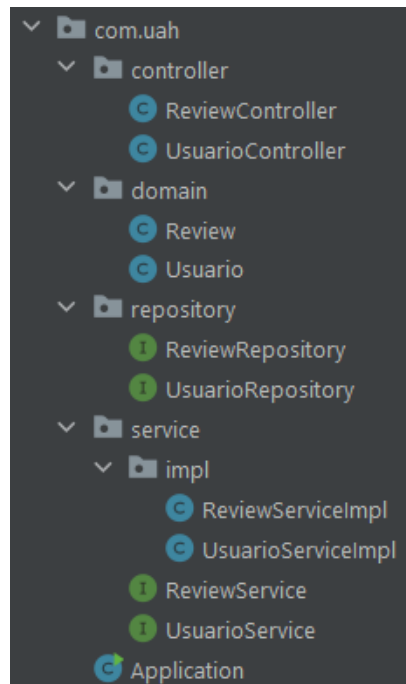 com.uah
controller
C ReviewController
C UsuarioController
domain
C Review
C Usuario
repository
I ReviewRepository
I UsuarioRepository
service
impl
C ReviewServiceImpl
C UsuarioServiceImpl
I ReviewService
I UsuarioService
C Application